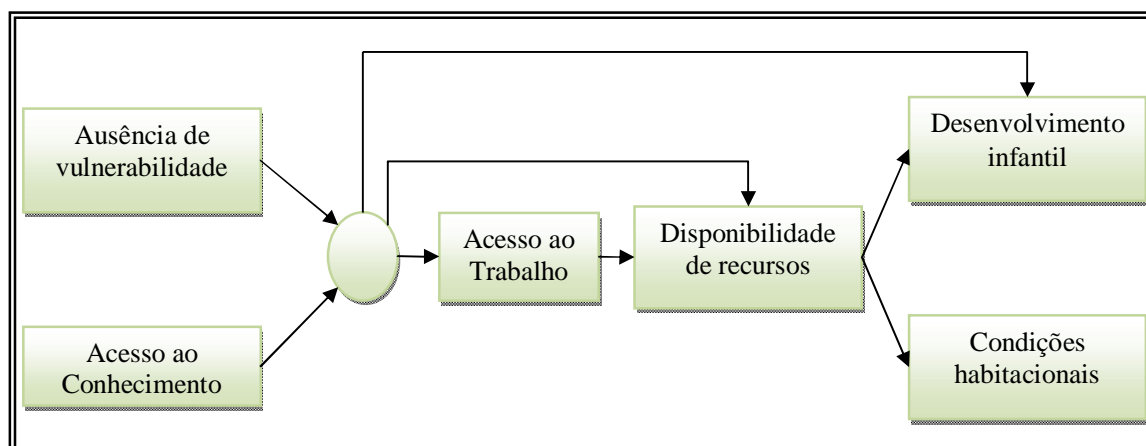 Ausência de
vulnerabilidade
Acesso ao
Conhecimento
Acesso ao
Trabalho
Disponibilidade
de recursos
Desenvolvimento
infantil
Condições
habitacionais